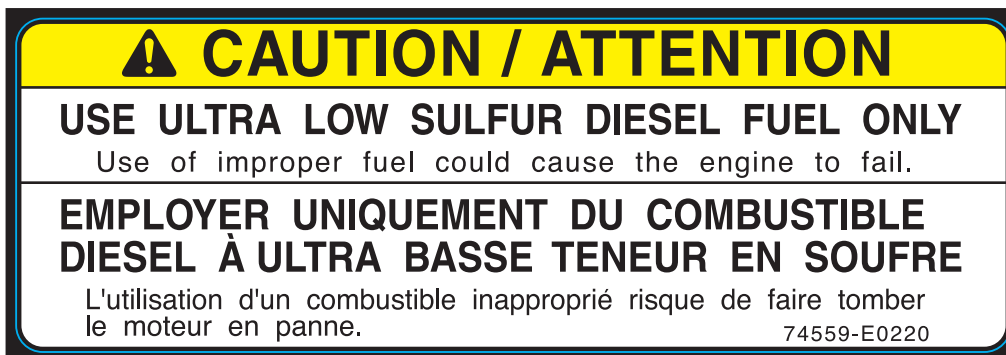 CAUTION / ATTENTION
USE ULTRA LOW SULFUR DIESEL FUEL ONLY
Use of improper fuel could cause the engine to fail.
EMPLOYER UNIQUEMENT DU COMBUSTIBLE
DIESEL À ULTRA BASSE TENEUR EN SOUFRE
L'utilisation d'un combustible inapproprié risque de faire tomber
le moteur en panne.
74559-E0220